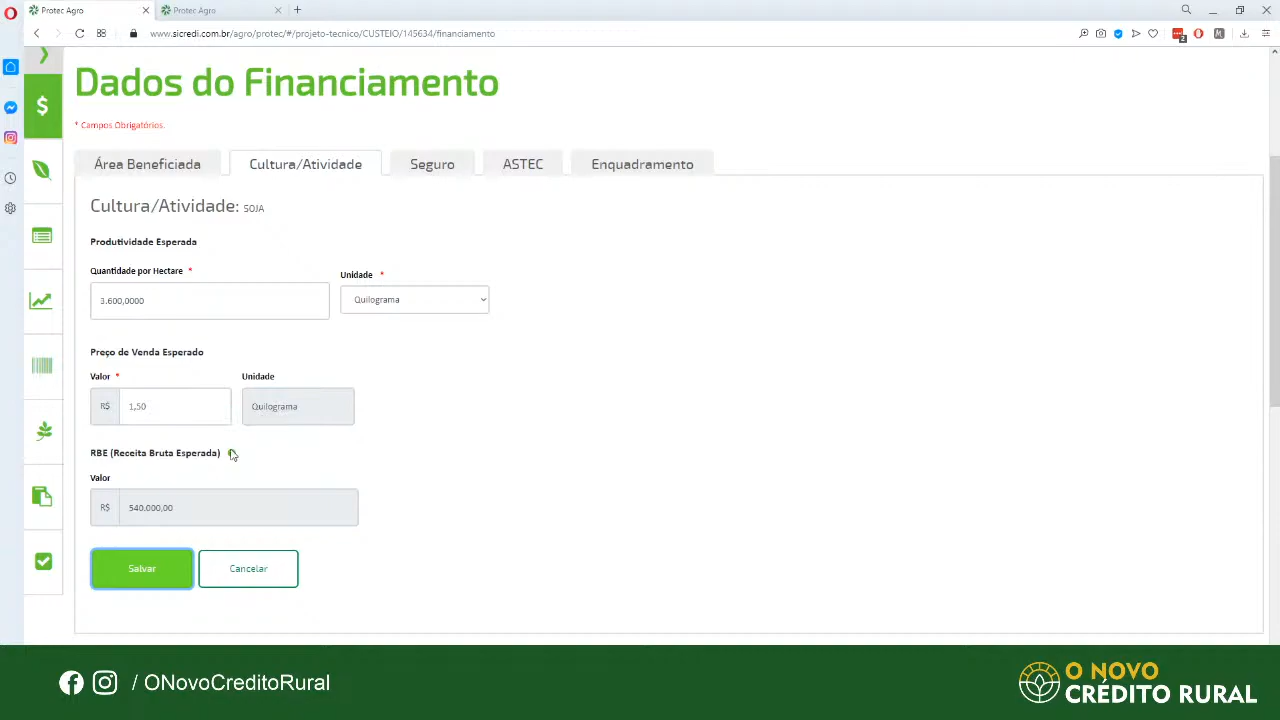 Protec Agro
Protec Agro
www.sicredi.com.br/agro/protec/#/projeto-tecnico/CUSTEIO/145634/financiamento
2
M
Dados do Financiamento
* Campos Obrigatórios.
Área Beneficiada
Cultura/Atividade
Seguro
ASTEC
Enquadramento
Cultura/Atividade: SOJA
Produtividade Esperada
Quantidade por Hectare *
Unidade *
3.600,0000
Quilograma
Preço de Venda Esperado
Valor *
Unidade
R$ 1,50
Quilograma
RBE (Receita Bruta Esperada)
Valor
R$ 540.000,00
Salvar
Cancelar
/ ONovoCreditoRural
O NOVO
CRÉDITO RURAL